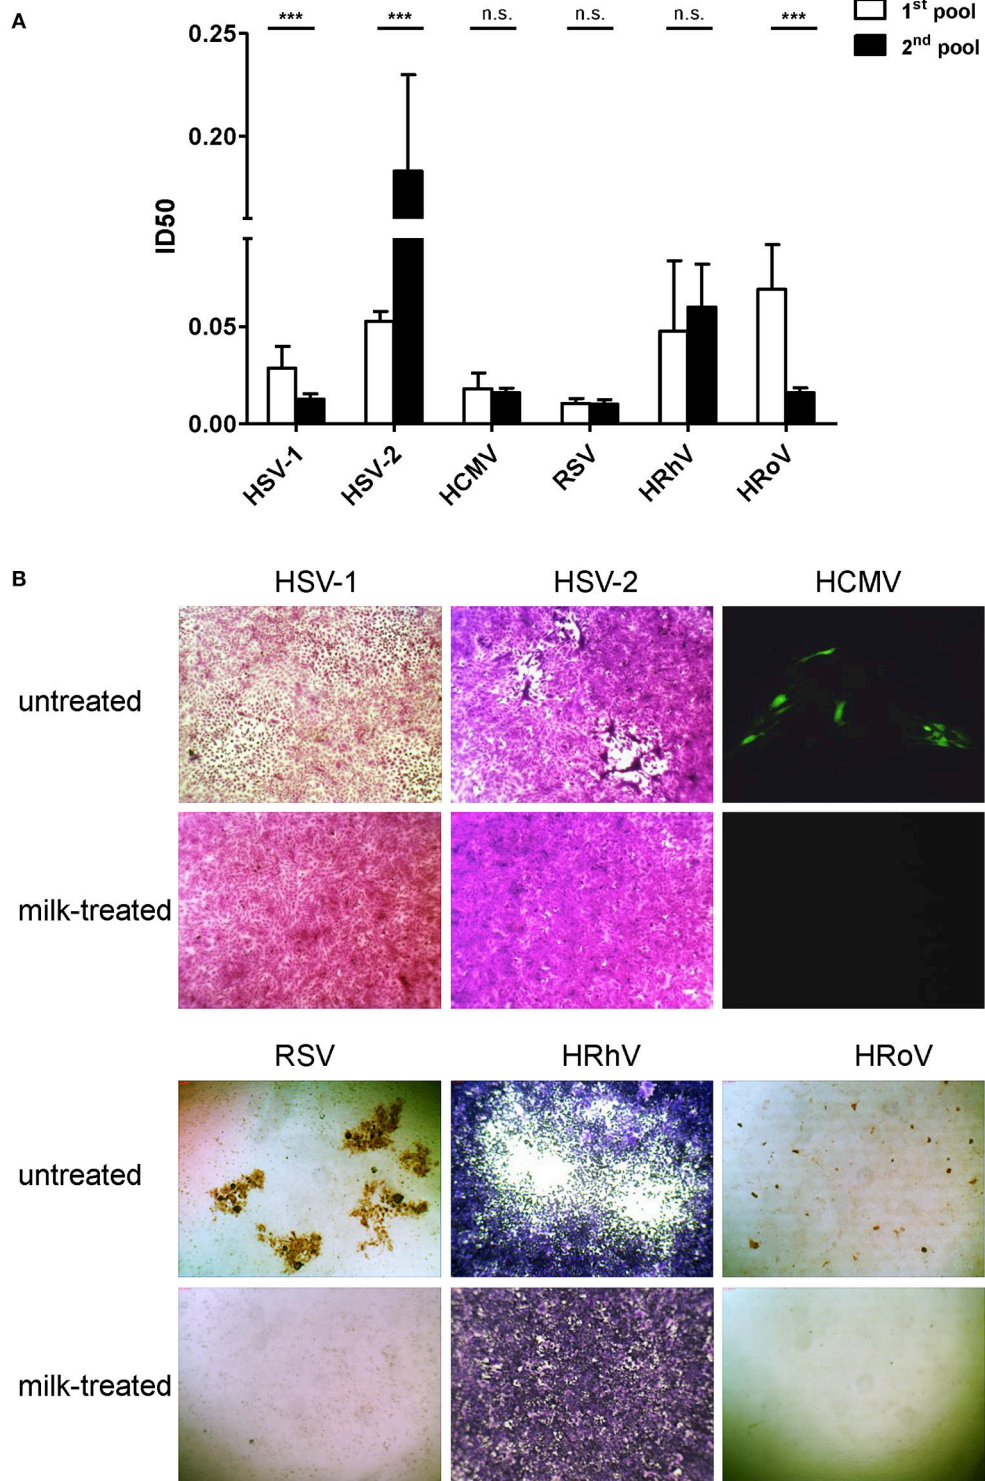 A
*** *** n.s. n.s. n.s. ***
1st pool
2nd pool
0.25
0.20
0.05
0.00
ID50
HSV-1 HSV-2 HCMV RSV HRhV HRoV
B
HSV-1 HSV-2 HCMV
untreated
milk-treated
RSV HRhV HRoV
untreated
milk-treated